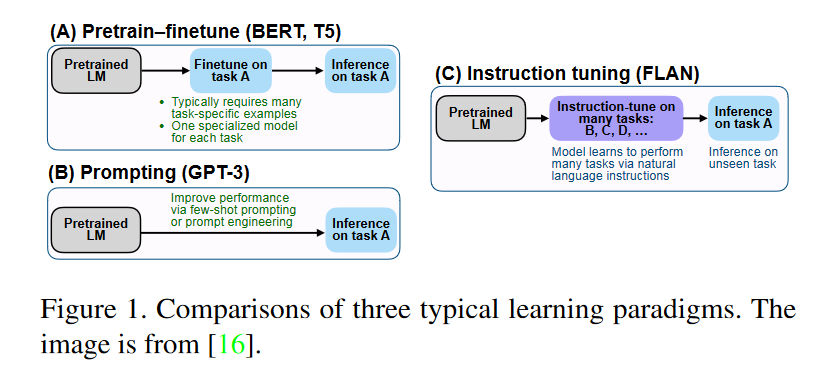 (A) Pretrain–finetune (BERT, T5)
Pretrained
LM
Finetune on
task A
Inference
on task A
• Typically requires many
task-specific examples
• One specialized model
for each task
(B) Prompting (GPT-3)
Improve performance
via few-shot prompting
or prompt engineering
Pretrained
LM
Inference
on task A
(C) Instruction tuning (FLAN)
Pretrained
LM
Instruction-tune on
many tasks:
B, C, D, ...
Inference
on task A
Model learns to perform
many tasks via natural
language instructions
Inference on
unseen task
Figure 1. Comparisons of three typical learning paradigms. The
image is from [16].